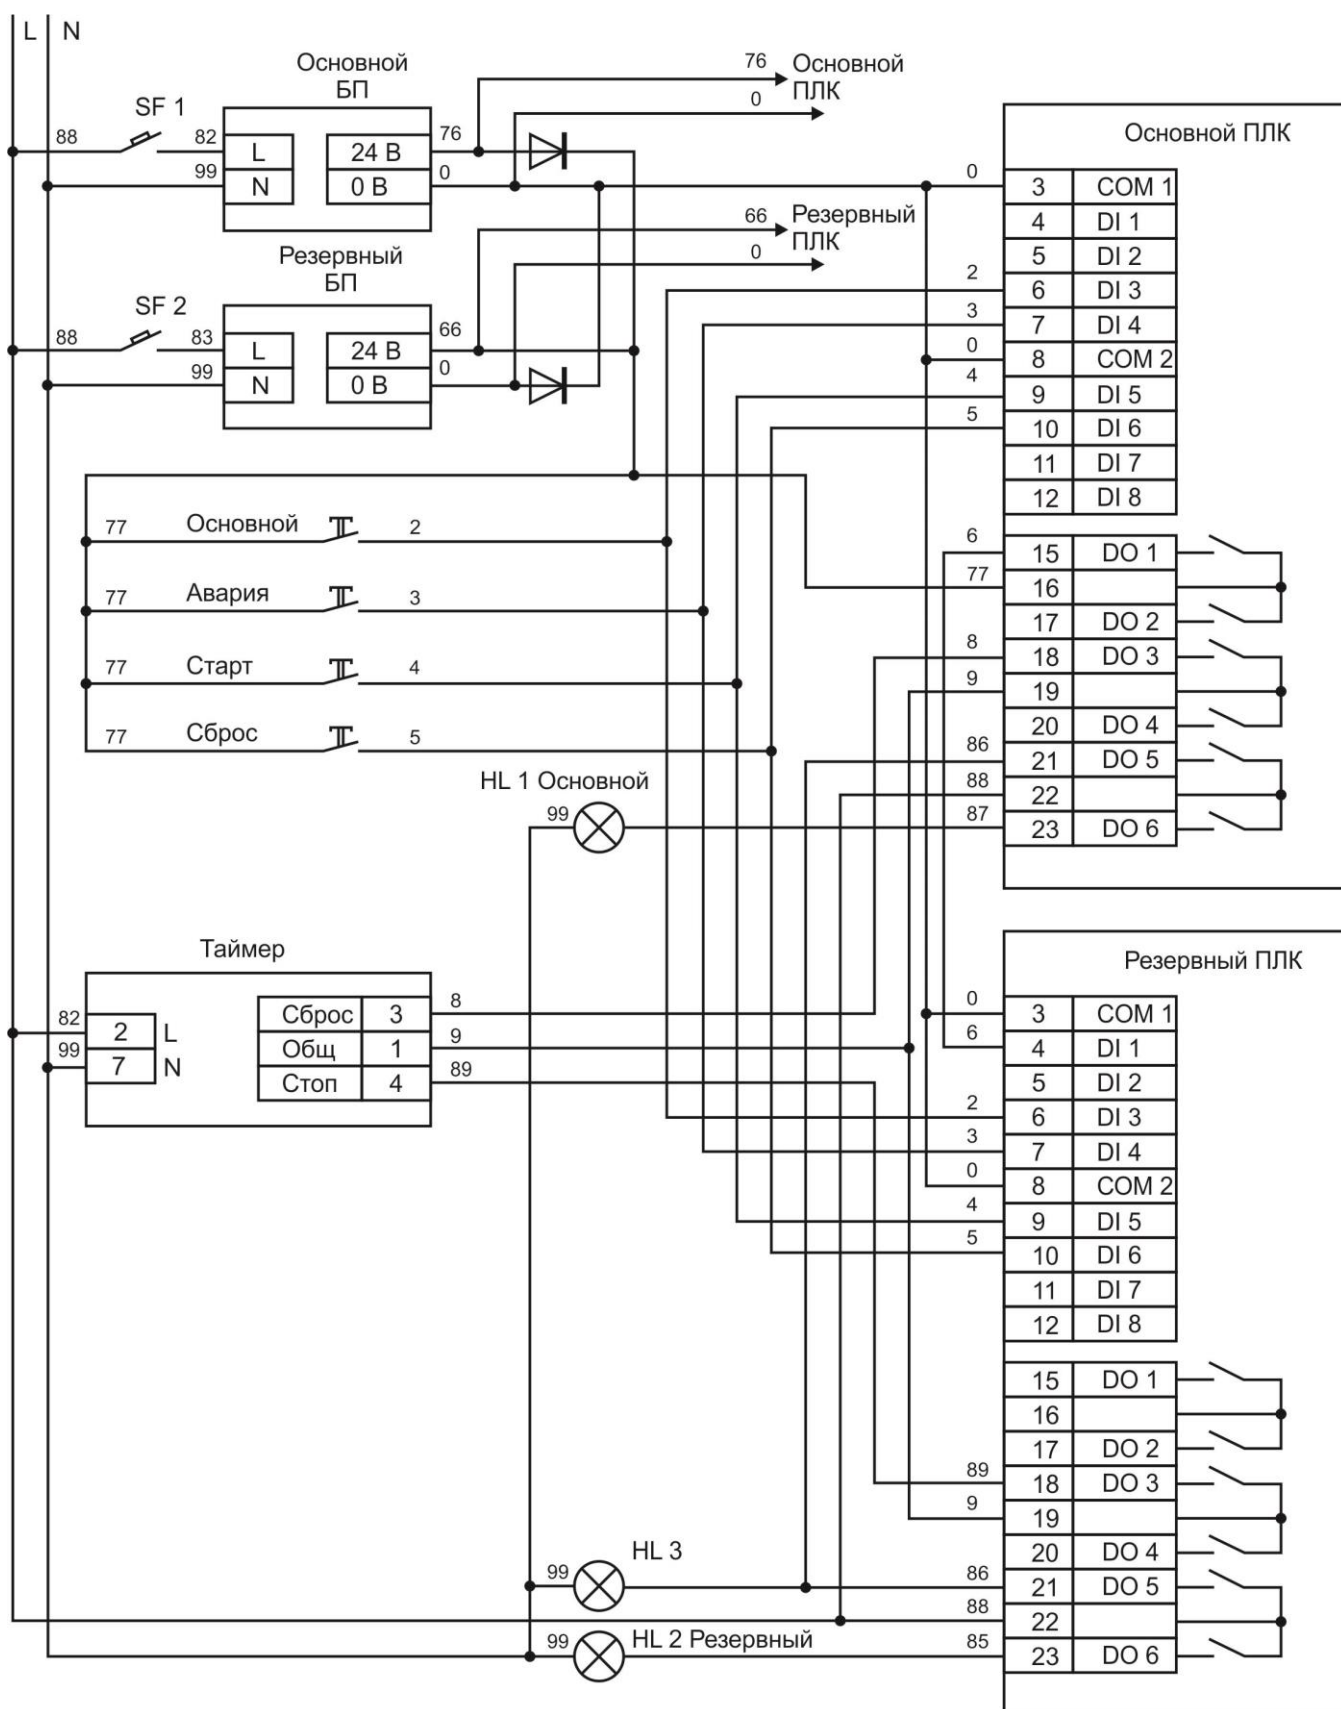 L N
Основной
БП
76 Основной
ПЛК
0
SF 1
88 82 L 24 В 76
99 N 0 В 0
Основной ПЛК
0 3 COM 1
4 DI 1
5 DI 2
2 6 DI 3
3 7 DI 4
0 8 COM 2
4 9 DI 5
5 10 DI 6
11 DI 7
12 DI 8
66 Резервный
ПЛК
0
Резервный
БП
SF 2
88 83 L 24 В 66
99 N 0 В 0
77 Основной 2
77 Авария 3
77 Старт 4
77 Сброс 5
6 15 DO 1
77 16
17 DO 2
8 18 DO 3
9 19
20 DO 4
86 21 DO 5
88 22
87 23 DO 6
HL 1 Основной
99
Таймер
82 2 L
99 7 N
Сброс 3 8
Общ 1 9
Стоп 4 89
Резервный ПЛК
0 3 COM 1
6 4 DI 1
5 DI 2
2 6 DI 3
3 7 DI 4
0 8 COM 2
4 9 DI 5
5 10 DI 6
11 DI 7
12 DI 8
15 DO 1
16
17 DO 2
89 18 DO 3
9 19
20 DO 4
86 21 DO 5
88 22
85 23 DO 6
99 HL 3
99 HL 2 Резервный